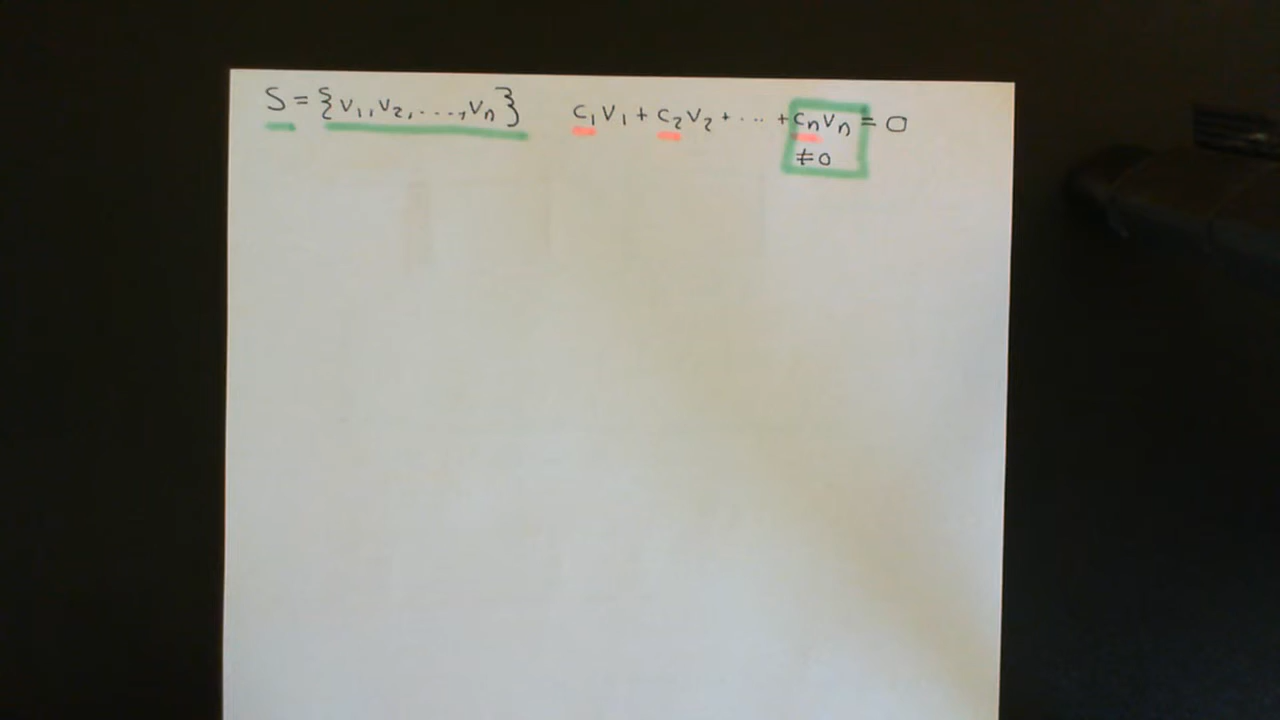 S = {v₁,v₂,...,vₙ} c₁v₁ + c₂v₂ + ... + cₙvₙ = 0
≠0